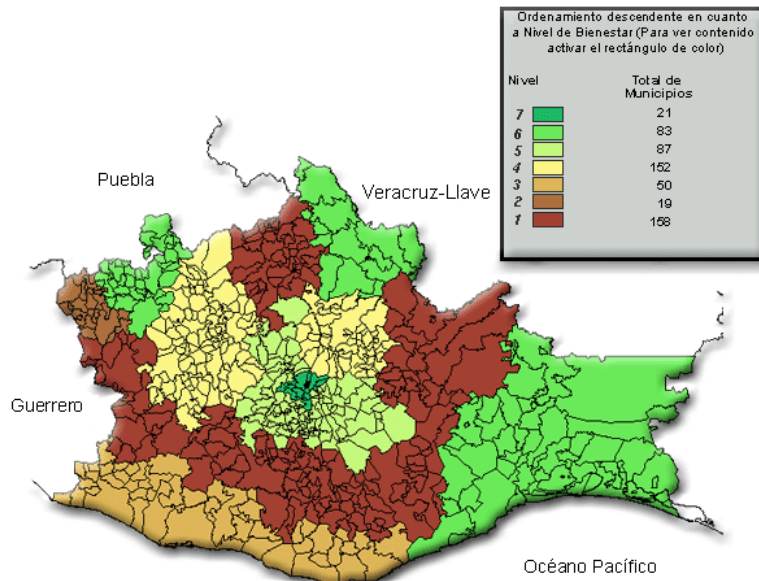 Ordenamiento descendente en cuanto
a Nivel de Bienestar (Para ver contenido
activar el rectángulo de color)
Nivel Total de
Municipios
7 21
6 83
5 87
4 152
3 50
2 19
1 158
Puebla
Veracruz-Llave
Guerrero
Océano Pacífico